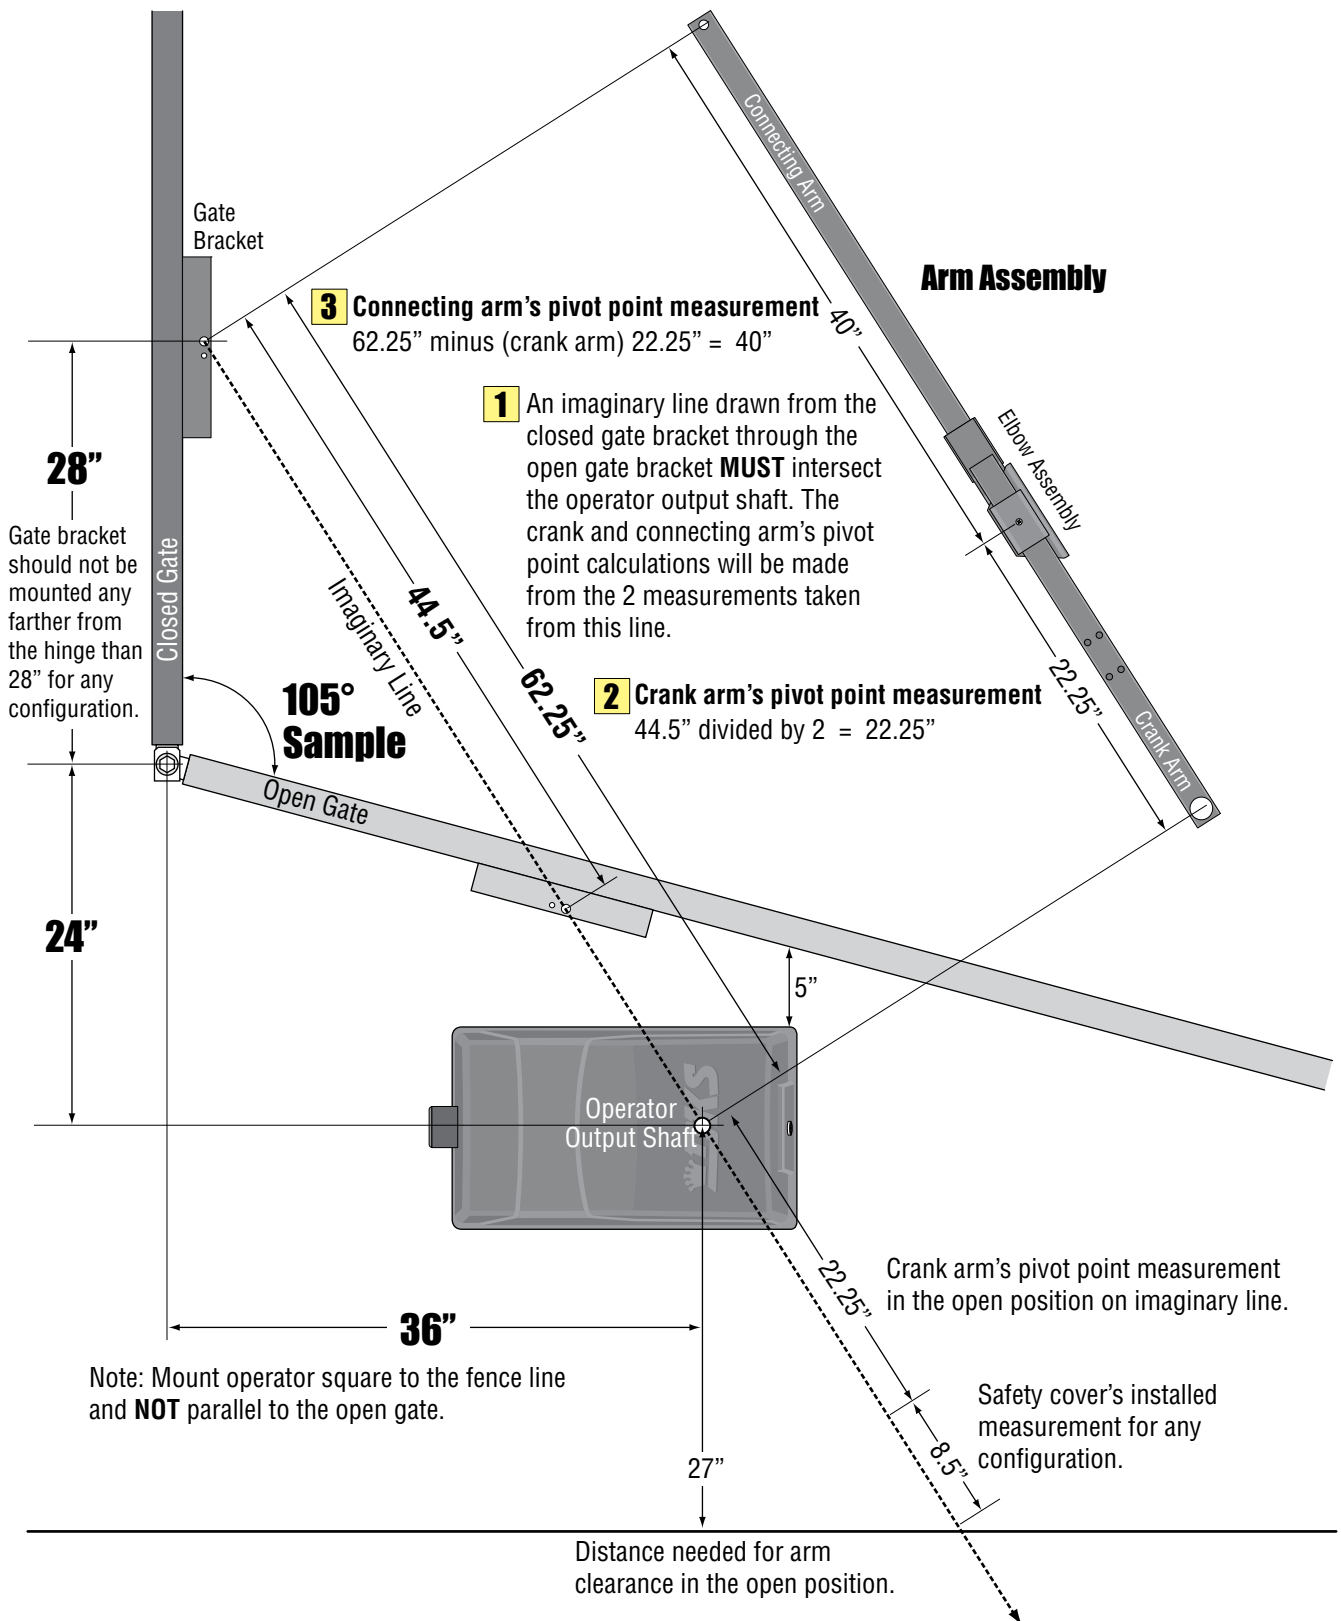 Connecting Arm
Gate
Bracket
Arm Assembly
3 Connecting arm’s pivot point measurement
62.25” minus (crank arm) 22.25” = 40”
40”
1 An imaginary line drawn from the
closed gate bracket through the
open gate bracket MUST intersect
the operator output shaft. The
crank and connecting arm’s pivot
point calculations will be made
from the 2 measurements taken
from this line.
Elbow Assembly
28”
Gate bracket
should not be
mounted any
farther from
the hinge than
28” for any
configuration.
Closed Gate
Imaginary Line
44.5”
62.25”
2 Crank arm’s pivot point measurement
44.5” divided by 2 = 22.25”
22.25”
Crank Arm
105°
Sample
Open Gate
24”
5”
DKS
Operator
Output Shaft
22.25”
Crank arm’s pivot point measurement
in the open position on imaginary line.
36”
Note: Mount operator square to the fence line
and NOT parallel to the open gate.
Safety cover’s installed
measurement for any
configuration.
8.5”
27”
Distance needed for arm
clearance in the open position.